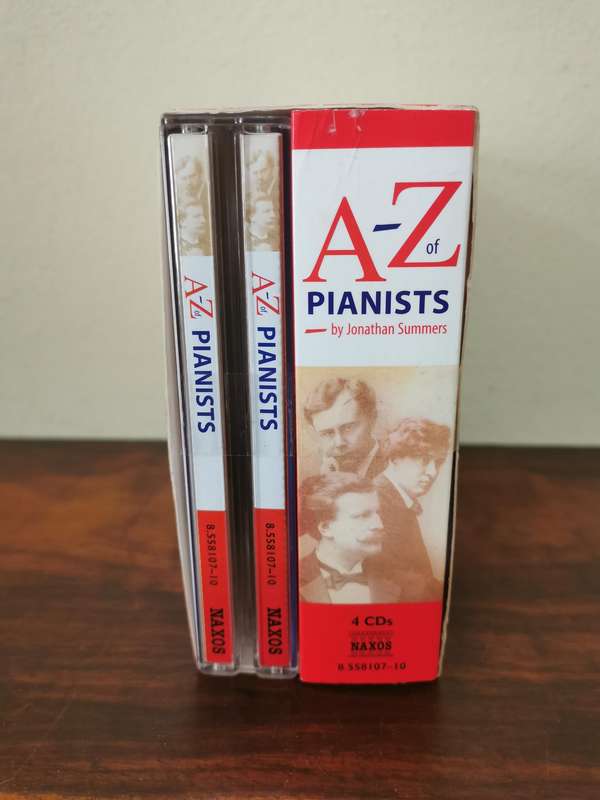 A-Z of PIANISTS
8.558107-10
NAXOS
A-Z of PIANISTS
8.558107-10
NAXOS
A-Z of
PIANISTS
– by Jonathan Summers
4 CDs
NAXOS
8.558107-10